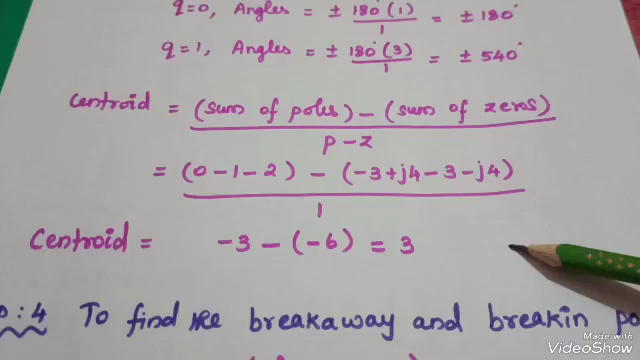 q=0, Angles = ± 180°(1) / 1 = ± 180°
q=1, Angles = ± 180°(3) / 1 = ± 540°
Centroid = (sum of poles) - (sum of zeros) / P-Z
= (0-1-2) - (-3+j4-3-j4) / 1
Centroid = -3-(-6) = 3
: 4 To find the breakaway and breakin
Made with
VideoShow